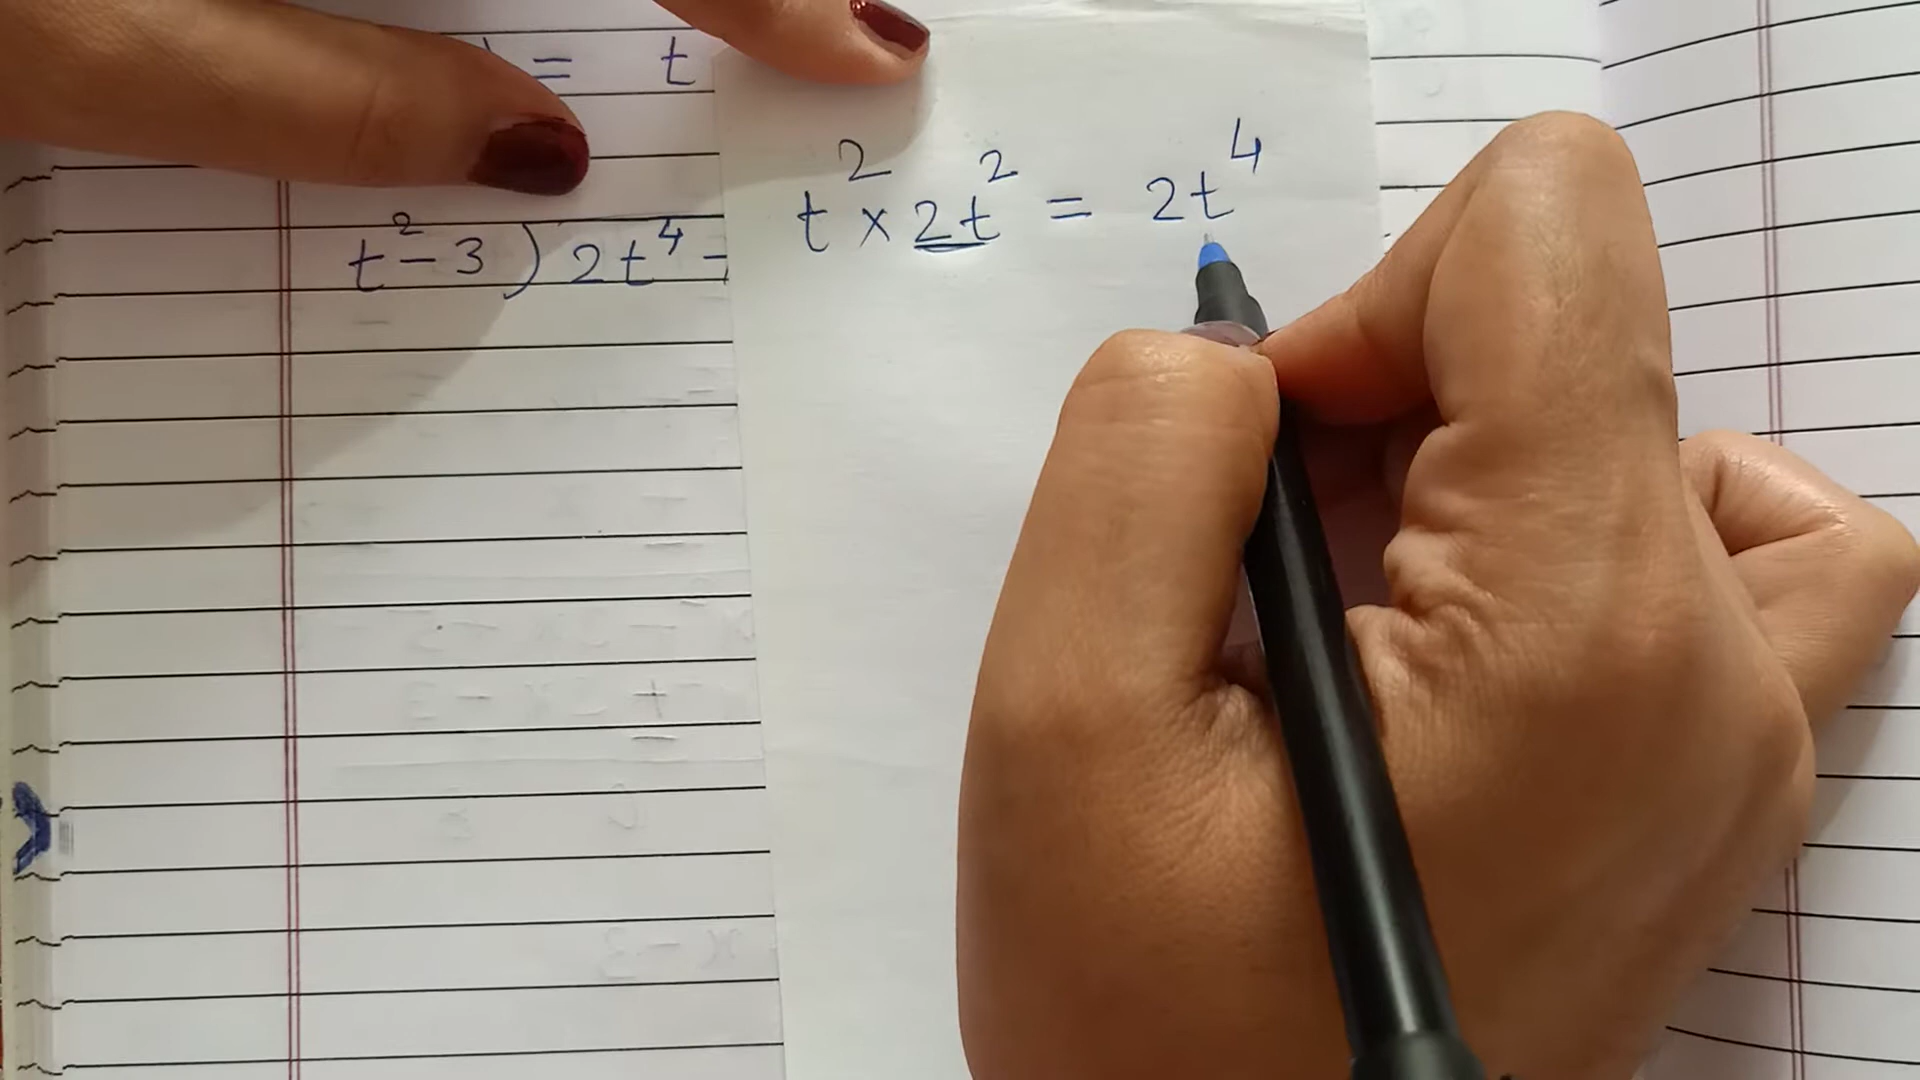 = t
t² × 2t² = 2t⁴
t² - 3 ) 2t⁴ -